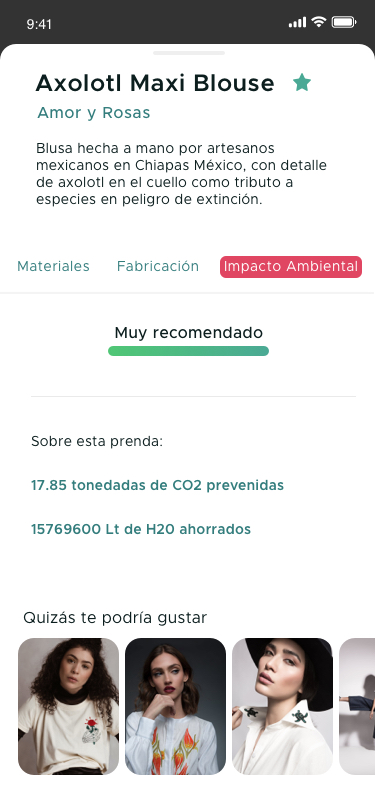 9:41
Axolotl Maxi Blouse
Amor y Rosas
Blusa hecha a mano por artesanos
mexicanos en Chiapas México, con detalle
de axolotl en el cuello como tributo a
especies en peligro de extinción.
Materiales Fabricación Impacto Ambiental
Muy recomendado
Sobre esta prenda:
17.85 tonedadas de CO2 prevenidas
15769600 Lt de H20 ahorrados
Quizás te podría gustar